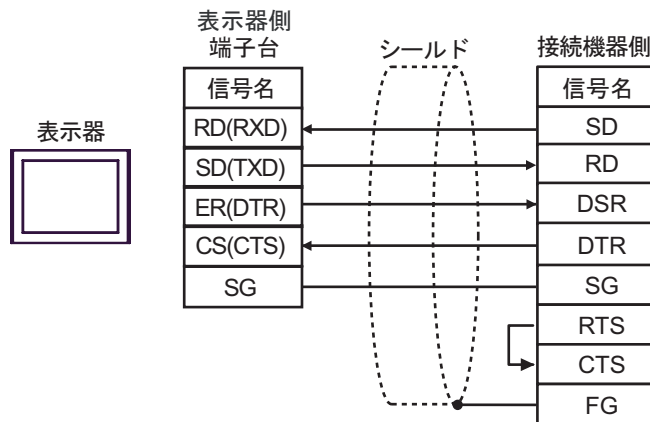 表示器
表示器側
端子台
信号名
RD(RXD)
SD(TXD)
ER(DTR)
CS(CTS)
SG
シールド
接続機器側
信号名
SD
RD
DSR
DTR
SG
RTS
CTS
FG